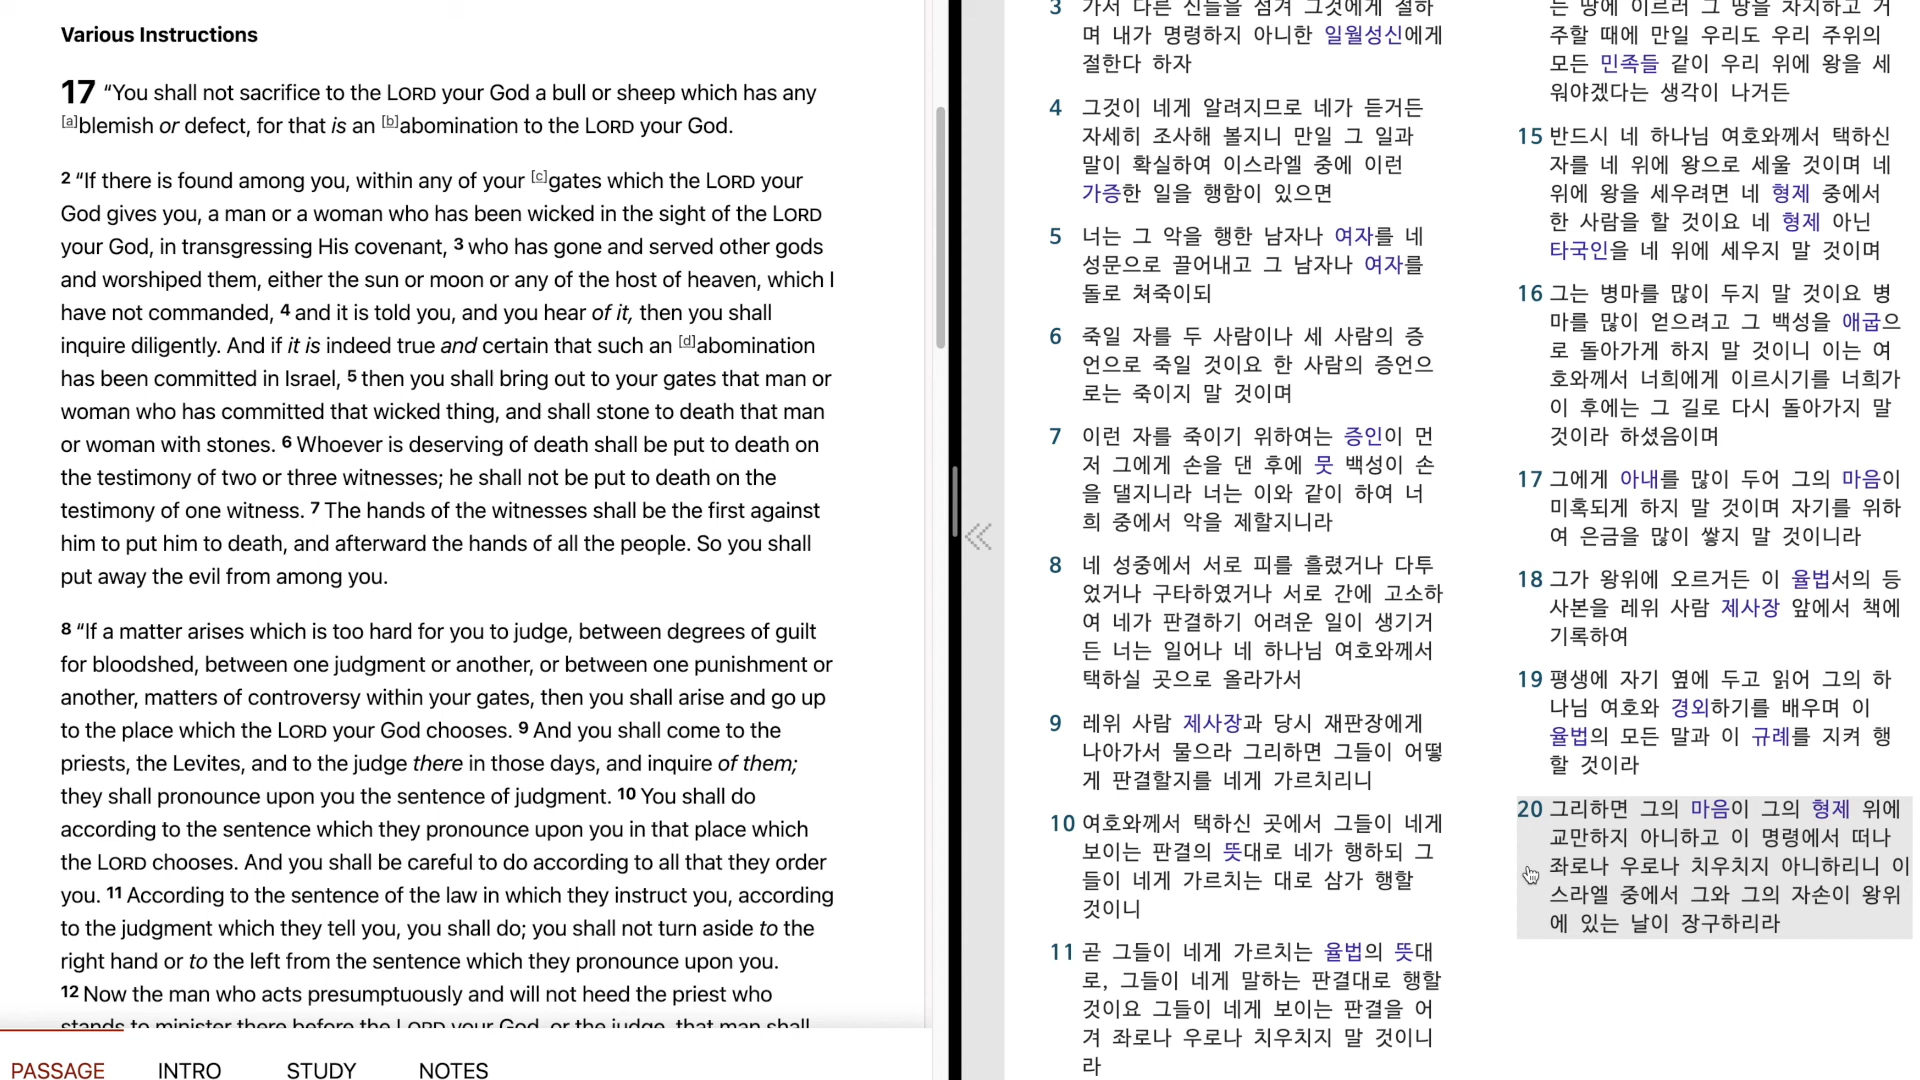 Various Instructions
17 “You shall not sacrifice to the LORD your God a bull or sheep which has any
[a]blemish or defect, for that is an [b]abomination to the LORD your God.
2 “If there is found among you, within any of your [c]gates which the LORD your
God gives you, a man or a woman who has been wicked in the sight of the LORD
your God, in transgressing His covenant, 3 who has gone and served other gods
and worshiped them, either the sun or moon or any of the host of heaven, which I
have not commanded, 4 and it is told you, and you hear of it, then you shall
inquire diligently. And if it is indeed true and certain that such an [d]abomination
has been committed in Israel, 5 then you shall bring out to your gates that man or
woman who has committed that wicked thing, and shall stone to death that man
or woman with stones. 6 Whoever is deserving of death shall be put to death on
the testimony of two or three witnesses; he shall not be put to death on the
testimony of one witness. 7 The hands of the witnesses shall be the first against
him to put him to death, and afterward the hands of all the people. So you shall
put away the evil from among you.
8 “If a matter arises which is too hard for you to judge, between degrees of guilt
for bloodshed, between one judgment or another, or between one punishment or
another, matters of controversy within your gates, then you shall arise and go up
to the place which the LORD your God chooses. 9 And you shall come to the
priests, the Levites, and to the judge there in those days, and inquire of them;
they shall pronounce upon you the sentence of judgment. 10 You shall do
according to the sentence which they pronounce upon you in that place which
the LORD chooses. And you shall be careful to do according to all that they order
you. 11 According to the sentence of the law in which they instruct you, according
to the judgment which they tell you, you shall do; you shall not turn aside to the
right hand or to the left from the sentence which they pronounce upon you.
12 Now the man who acts presumptuously and will not heed the priest who
stands to minister there before the LORD your God, or the judge, that man shall
PASSAGE INTRO STUDY NOTES
3 가서 다른 신들을 섬겨 그것에게 절하
며 내가 명령하지 아니한 일월성신에게
절한다 하자
4 그것이 네게 알려지므로 네가 듣거든
자세히 조사해 볼지니 만일 그 일과
말이 확실하여 이스라엘 중에 이런
가증한 일을 행함이 있으면
5 너는 그 악을 행한 남자나 여자를 네
성문으로 끌어내고 그 남자나 여자를
돌로 쳐죽이되
6 죽일 자를 두 사람이나 세 사람의 증
언으로 죽일 것이요 한 사람의 증언으
로는 죽이지 말 것이며
7 이런 자를 죽이기 위하여는 증인이 먼
저 그에게 손을 댄 후에 뭇 백성이 손
을 댈지니라 너는 이와 같이 하여 너
희 중에서 악을 제할지니라
8 네 성중에서 서로 피를 흘렸거나 다투
었거나 구타하였거나 서로 간에 고소하
여 네가 판결하기 어려운 일이 생기거
든 너는 일어나 네 하나님 여호와께서
택하실 곳으로 올라가서
9 레위 사람 제사장과 당시 재판장에게
나아가서 물으라 그리하면 그들이 어떻
게 판결할지를 네게 가르치리니
10 여호와께서 택하신 곳에서 그들이 네게
보이는 판결의 뜻대로 네가 행하되 그
들이 네게 가르치는 대로 삼가 행할
것이니
11 곧 그들이 네게 가르치는 율법의 뜻대
로, 그들이 네게 말하는 판결대로 행할
것이요 그들이 네게 보이는 판결을 어
겨 좌로나 우로나 치우치지 말 것이니
라
는 땅에 이르러 그 땅을 차지하고 거
주할 때에 만일 우리도 우리 주위의
모든 민족들 같이 우리 위에 왕을 세
워야겠다는 생각이 나거든
15 반드시 네 하나님 여호와께서 택하신
자를 네 위에 왕으로 세울 것이며 네
위에 왕을 세우려면 네 형제 중에서
한 사람을 할 것이요 네 형제 아닌
타국인을 네 위에 세우지 말 것이며
16 그는 병마를 많이 두지 말 것이요 병
마를 많이 얻으려고 그 백성을 애굽으
로 돌아가게 하지 말 것이니 이는 여
호와께서 너희에게 이르시기를 너희가
이 후에는 그 길로 다시 돌아가지 말
것이라 하셨음이며
17 그에게 아내를 많이 두어 그의 마음이
미혹되게 하지 말 것이며 자기를 위하
여 은금을 많이 쌓지 말 것이니라
18 그가 왕위에 오르거든 이 율법서의 등
사본을 레위 사람 제사장 앞에서 책에
기록하여
19 평생에 자기 옆에 두고 읽어 그의 하
나님 여호와 경외하기를 배우며 이
율법의 모든 말과 이 규례를 지켜 행
할 것이라
20 그리하면 그의 마음이 그의 형제 위에
교만하지 아니하고 이 명령에서 떠나
좌로나 우로나 치우치지 아니하리니 이
스라엘 중에서 그와 그의 자손이 왕위
에 있는 날이 장구하리라